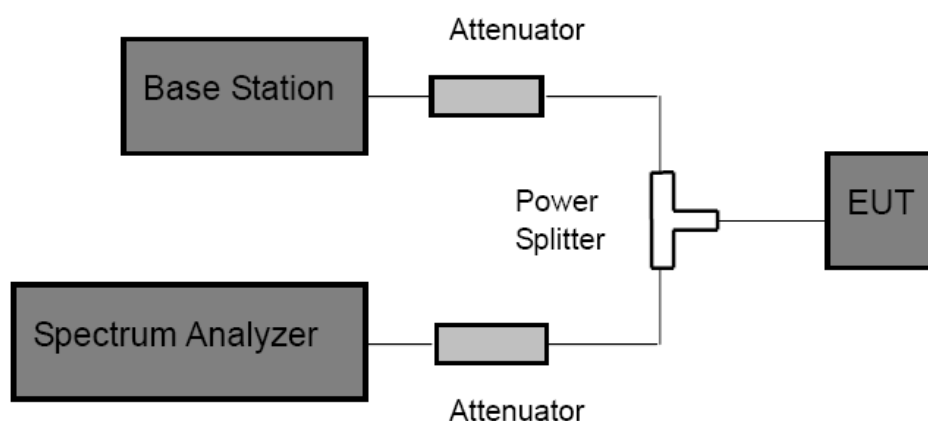 Attenuator
Base Station
Power
Splitter
EUT
Spectrum Analyzer
Attenuator